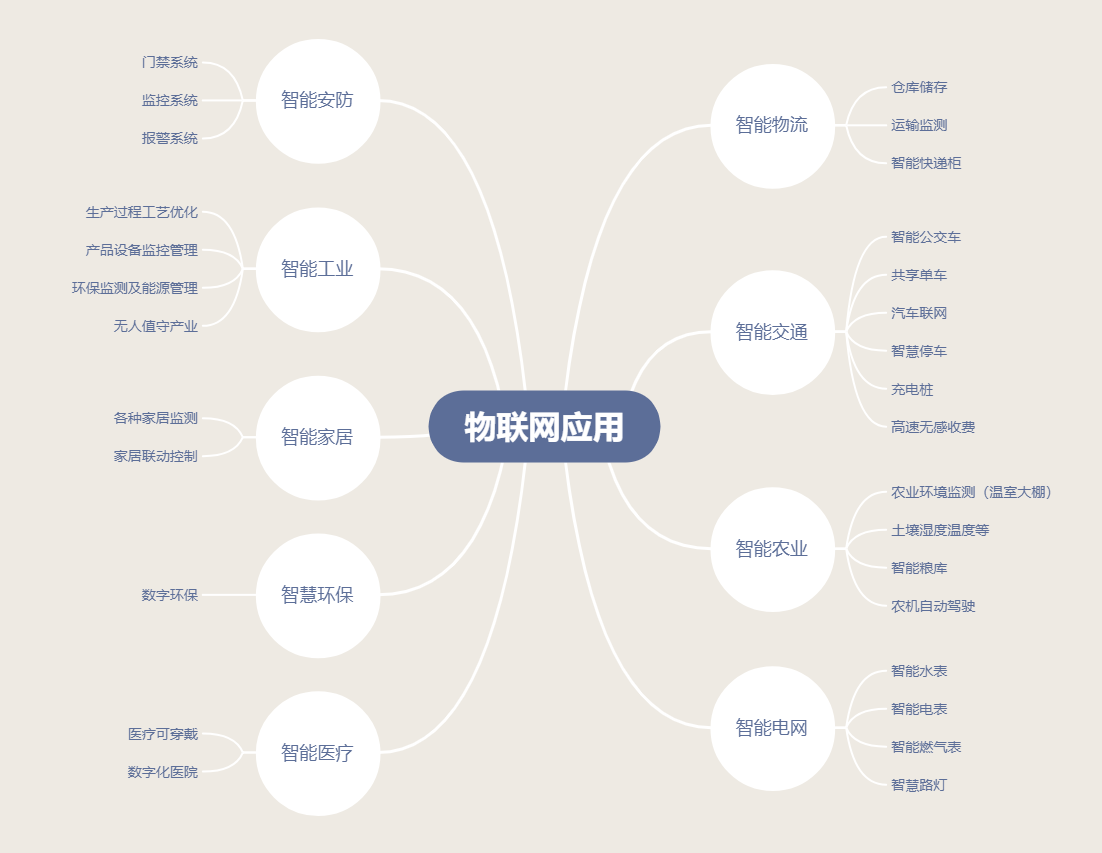 物联网应用
智能安防
门禁系统
监控系统
报警系统
智能工业
生产过程工艺优化
产品设备监控管理
环保监测及能源管理
无人值守产业
智能家居
各种家居监测
家居联动控制
智慧环保
数字环保
智能医疗
医疗可穿戴
数字化医院
智能物流
仓库储存
运输监测
智能快递柜
智能交通
智能公交车
共享单车
汽车联网
智慧停车
充电桩
高速无感收费
智能农业
农业环境监测（温室大棚）
土壤湿度温度等
智能粮库
农机自动驾驶
智能电网
智能水表
智能电表
智能燃气表
智慧路灯